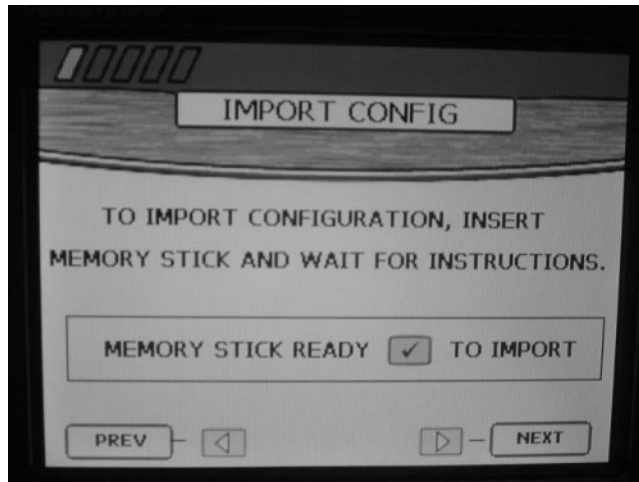 IMPORT CONFIG
TO IMPORT CONFIGURATION, INSERT
MEMORY STICK AND WAIT FOR INSTRUCTIONS.
MEMORY STICK READY ✓ TO IMPORT
PREV
NEXT